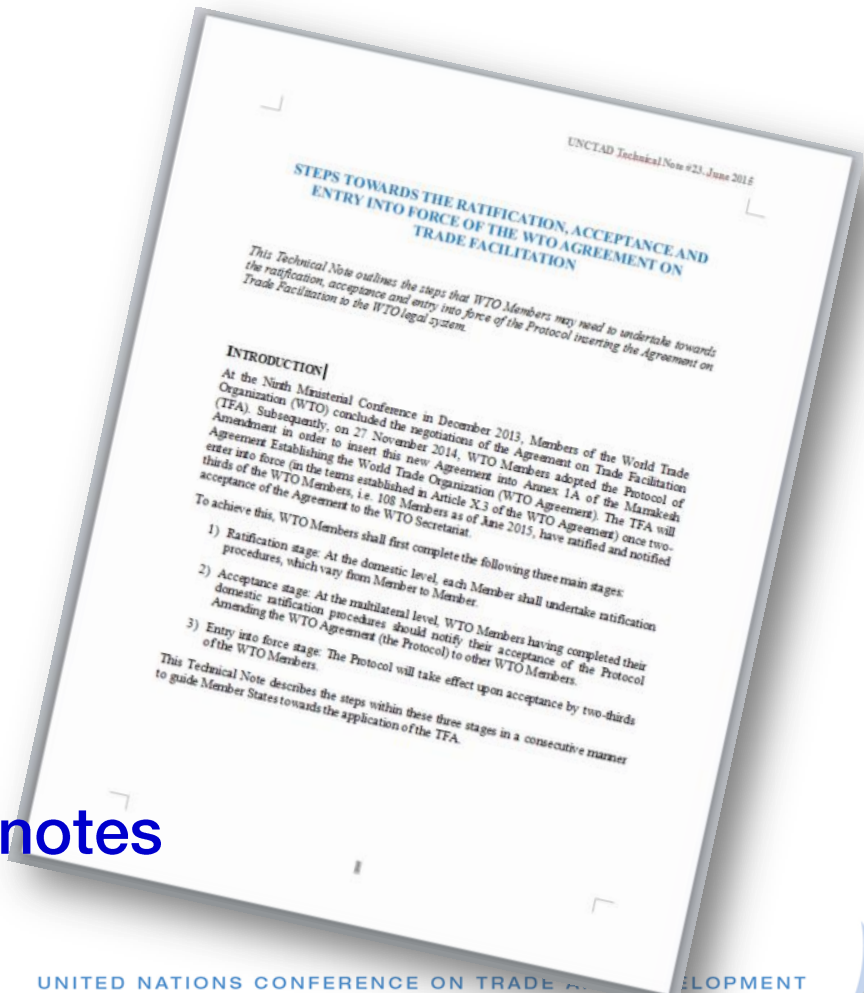 UNCTAD Technical Note #23. June 2015
STEPS TOWARDS THE RATIFICATION, ACCEPTANCE AND
ENTRY INTO FORCE OF THE WTO AGREEMENT ON
TRADE FACILITATION
This Technical Note outlines the steps that WTO Members may need to undertake towards
the ratification, acceptance and entry into force of the Protocol inserting the Agreement on
Trade Facilitation to the WTO legal system.
INTRODUCTION
At the Ninth Ministerial Conference in December 2013, Members of the World Trade
Organization (WTO) concluded the negotiations of the Agreement on Trade Facilitation
(TFA). Subsequently, on 27 November 2014, WTO Members adopted the Protocol of
Amendment in order to insert this new Agreement into Annex 1A of the Marrakesh
Agreement Establishing the World Trade Organization (WTO Agreement). The TFA will
enter into force (in the terms established in Article X.3 of the WTO Agreement) once two-
thirds of the WTO Members, i.e. 108 Members as of June 2015, have ratified and notified
acceptance of the Agreement to the WTO Secretariat.
To achieve this, WTO Members shall first complete the following three main stages:
1) Ratification stage: At the domestic level, each Member shall undertake ratification
procedures, which vary from Member to Member.
2) Acceptance stage: At the multilateral level, WTO Members having completed their
domestic ratification procedures should notify their acceptance of the Protocol
Amending the WTO Agreement (the Protocol) to other WTO Members.
3) Entry into force stage: The Protocol will take effect upon acceptance by two-thirds
of the WTO Members.
This Technical Note describes the steps within these three stages in a consecutive manner
to guide Member States towards the application of the TFA.
notes
UNITED NATIONS CONFERENCE ON TRADE A ELOPMENT